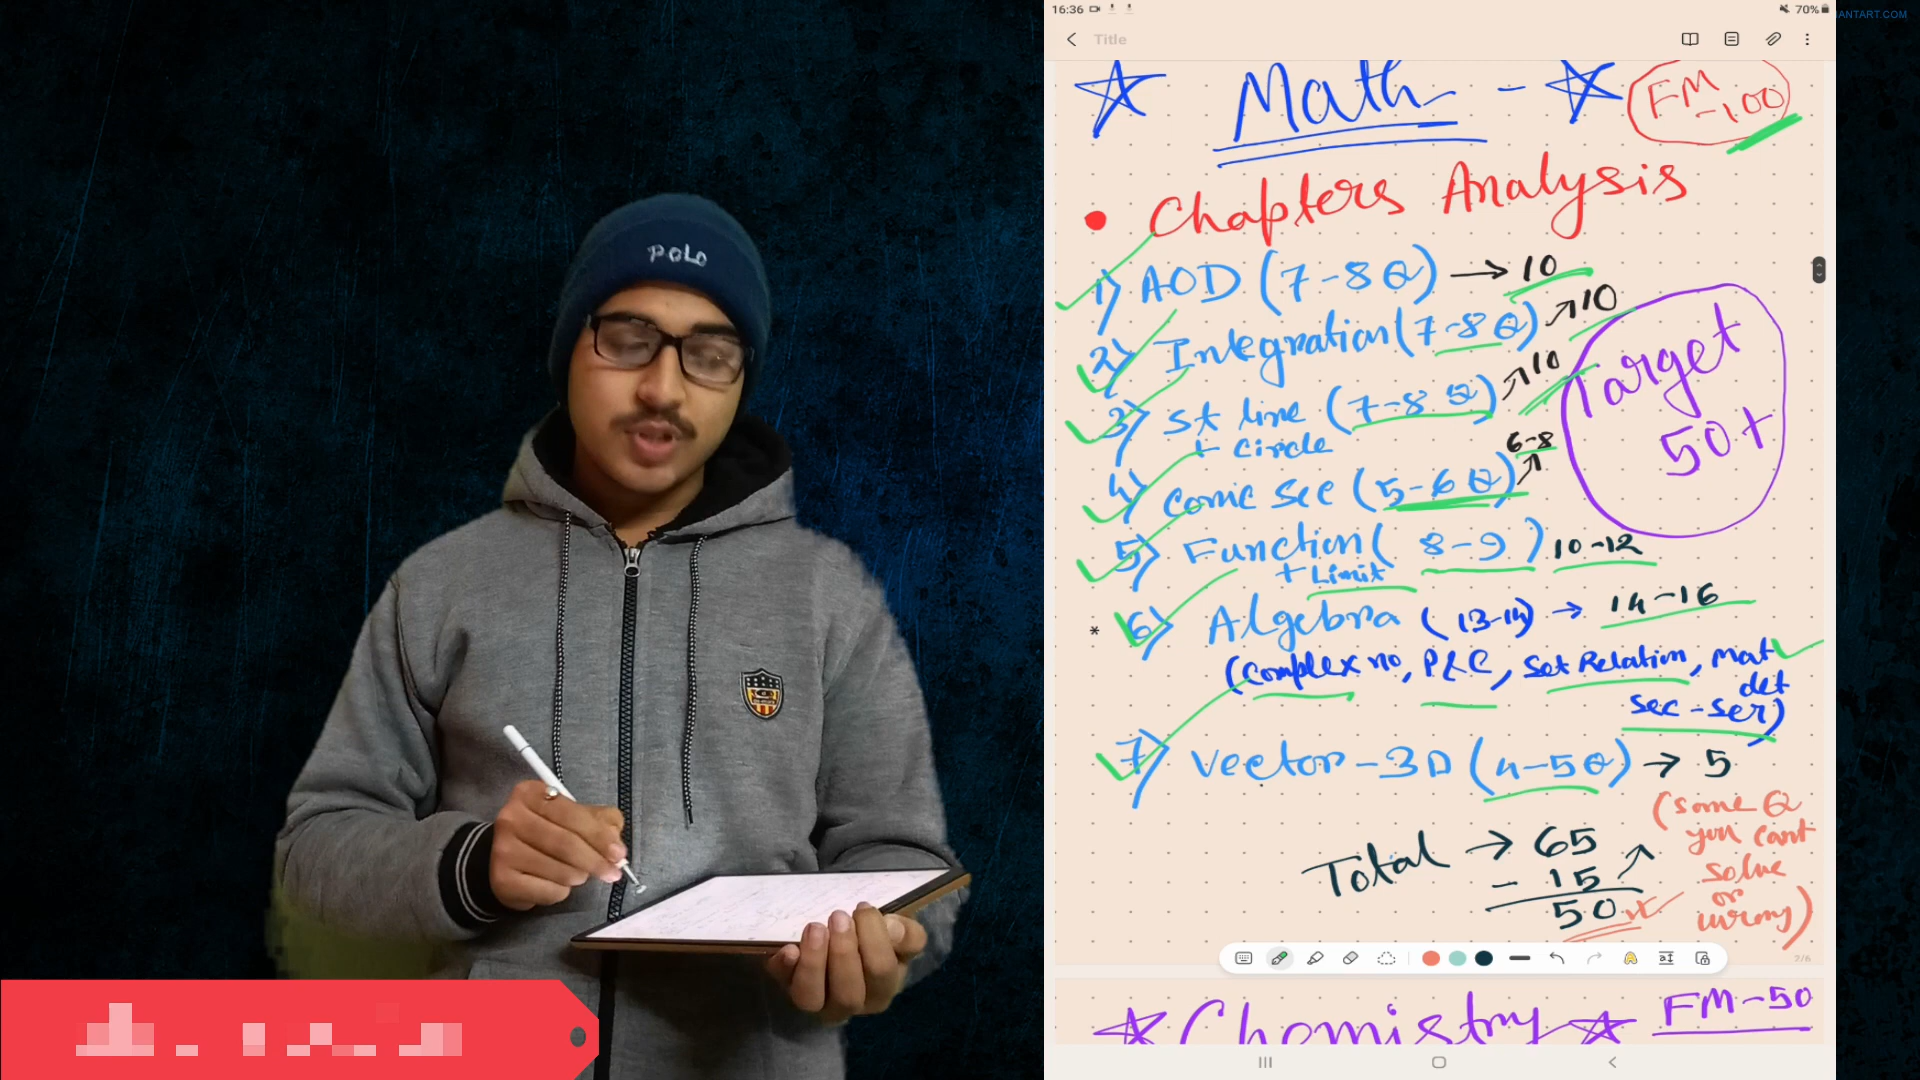 16:36
70%
ANTART.COM
Title
Math -
FM
-100
Chapters Analysis
1) AOD (7-8 Q) → 10
2) Integration (7-8 Q) ↗ 10
3) St line (7-8 Q) ↗ 10
+ circle
Target
50+
4) Conic Sec (5-6 Q) ↗ 6-8
5) Function ( 8-9 ) 10-12
+ Limit
* 6) Algebra (13-14) → 14-16
(Complex no, P&C, Set Relation, Mat
det
sec - ser)
7) Vector - 3D (4-5 Q) → 5
Total → 65
- 15
50
(some Q
you cant
solve
or
wrong)
2/6
Chemistry
FM-50
POLO